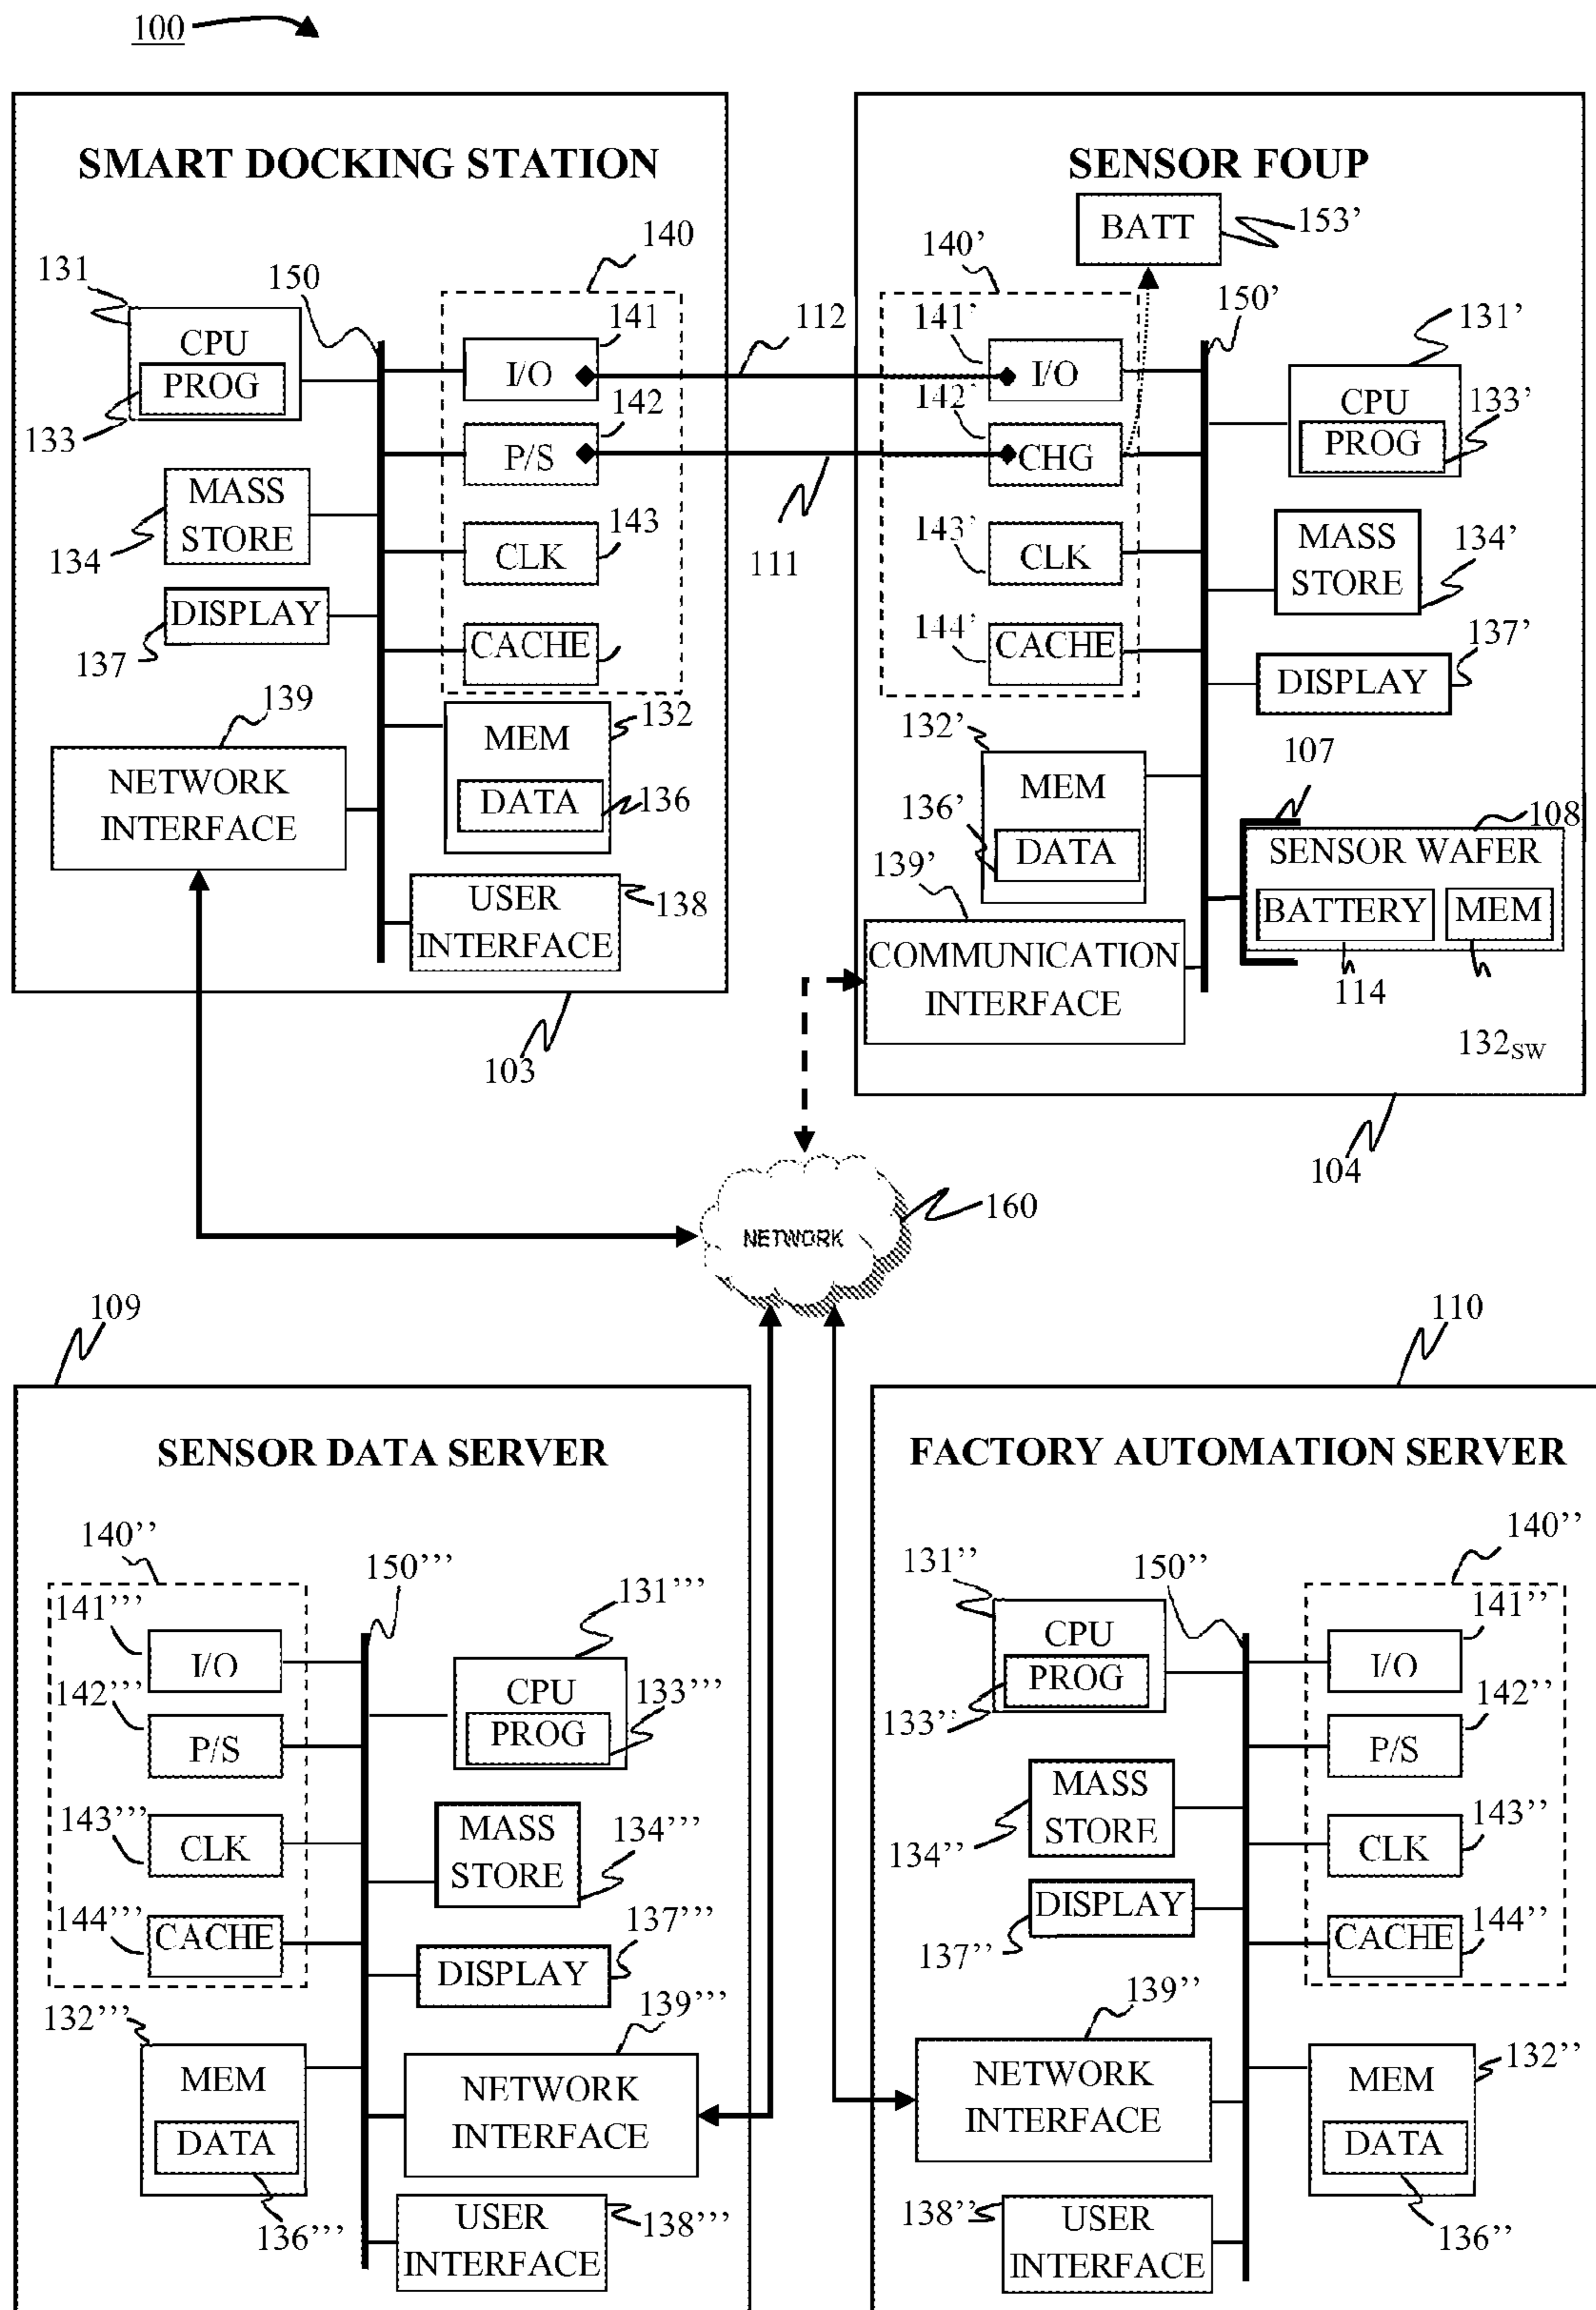 100
SMART DOCKING STATION
140
131
150
141
CPU
I/O
PROG
142
133
P/S
MASS
STORE
143
134
CLK
DISPLAY
CACHE
137
139
132
MEM
NETWORK
INTERFACE
DATA
136
USER
INTERFACE
138
103
112
111
SENSOR FOUP
BATT
153’
140’
150’
141’
131’
I/O
142’
CPU
133’
CHG
PROG
143’
CLK
MASS
STORE
134’
144’
CACHE
137’
DISPLAY
132’
107
MEM
136’
DATA
108
SENSOR WAFER
139’
BATTERY
MEM
COMMUNICATION
INTERFACE
114
132SW
104
160
NETWORK
109
SENSOR DATA SERVER
140’’
150’’’
131’’’
141’’’
I/O
CPU
133’’’
142’’’
PROG
P/S
MASS
STORE
143’’’
134’’’
CLK
144’’’
137’’’
CACHE
DISPLAY
132’’’
139’’’
MEM
NETWORK
INTERFACE
DATA
136’’’
USER
INTERFACE
138’’’
110
FACTORY AUTOMATION SERVER
140’’
131’’
150’’
141’’
CPU
I/O
PROG
133’’
142’’
P/S
MASS
STORE
143’’
134’’
CLK
DISPLAY
144’’
137’’
CACHE
139’’
132’’
NETWORK
INTERFACE
MEM
DATA
138’’
USER
INTERFACE
136’’